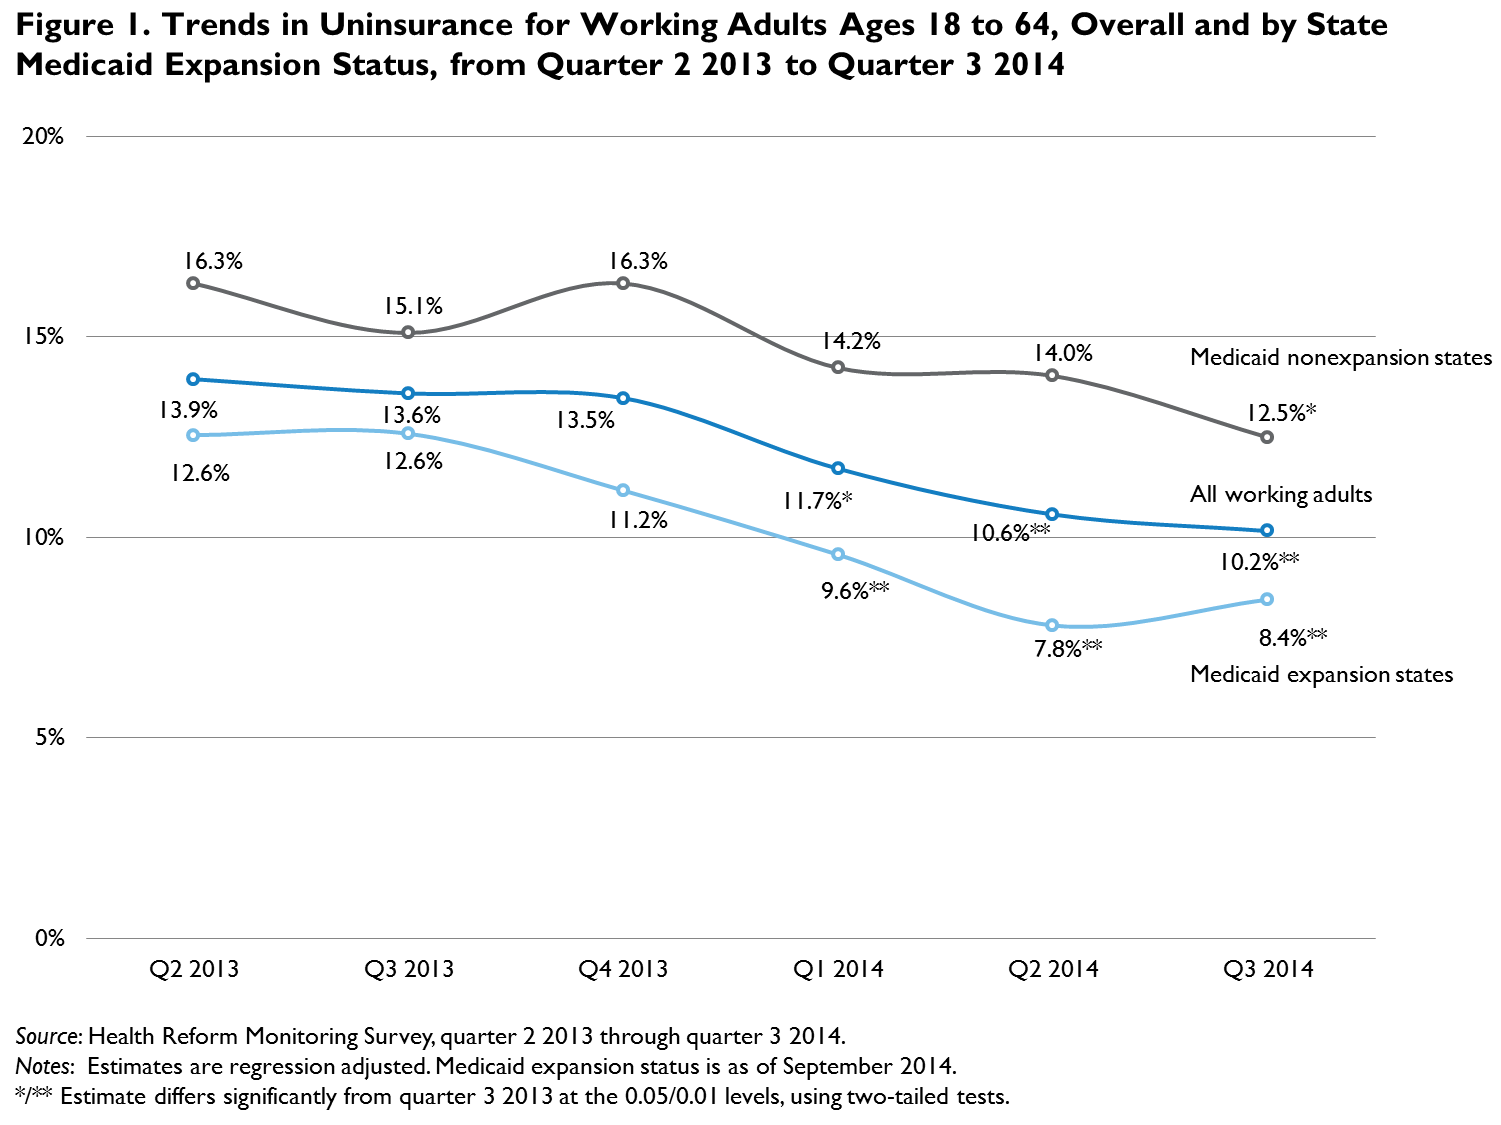 Figure 1. Trends in Uninsurance for Working Adults Ages 18 to 64, Overall and by State
Medicaid Expansion Status, from Quarter 2 2013 to Quarter 3 2014
20%
16.3%
16.3%
15.1%
15%
14.2%
14.0%
Medicaid nonexpansion states
12.5%*
13.9%
13.6%
13.5%
12.6%
12.6%
All working adults
11.7%*
11.2%
10%
10.6%**
10.2%**
9.6%**
7.8%**
8.4%**
Medicaid expansion states
5%
0%
Q2 2013
Q3 2013
Q4 2013
Q1 2014
Q2 2014
Q3 2014
Source: Health Reform Monitoring Survey, quarter 2 2013 through quarter 3 2014.
Notes: Estimates are regression adjusted. Medicaid expansion status is as of September 2014.
*/** Estimate differs significantly from quarter 3 2013 at the 0.05/0.01 levels, using two-tailed tests.